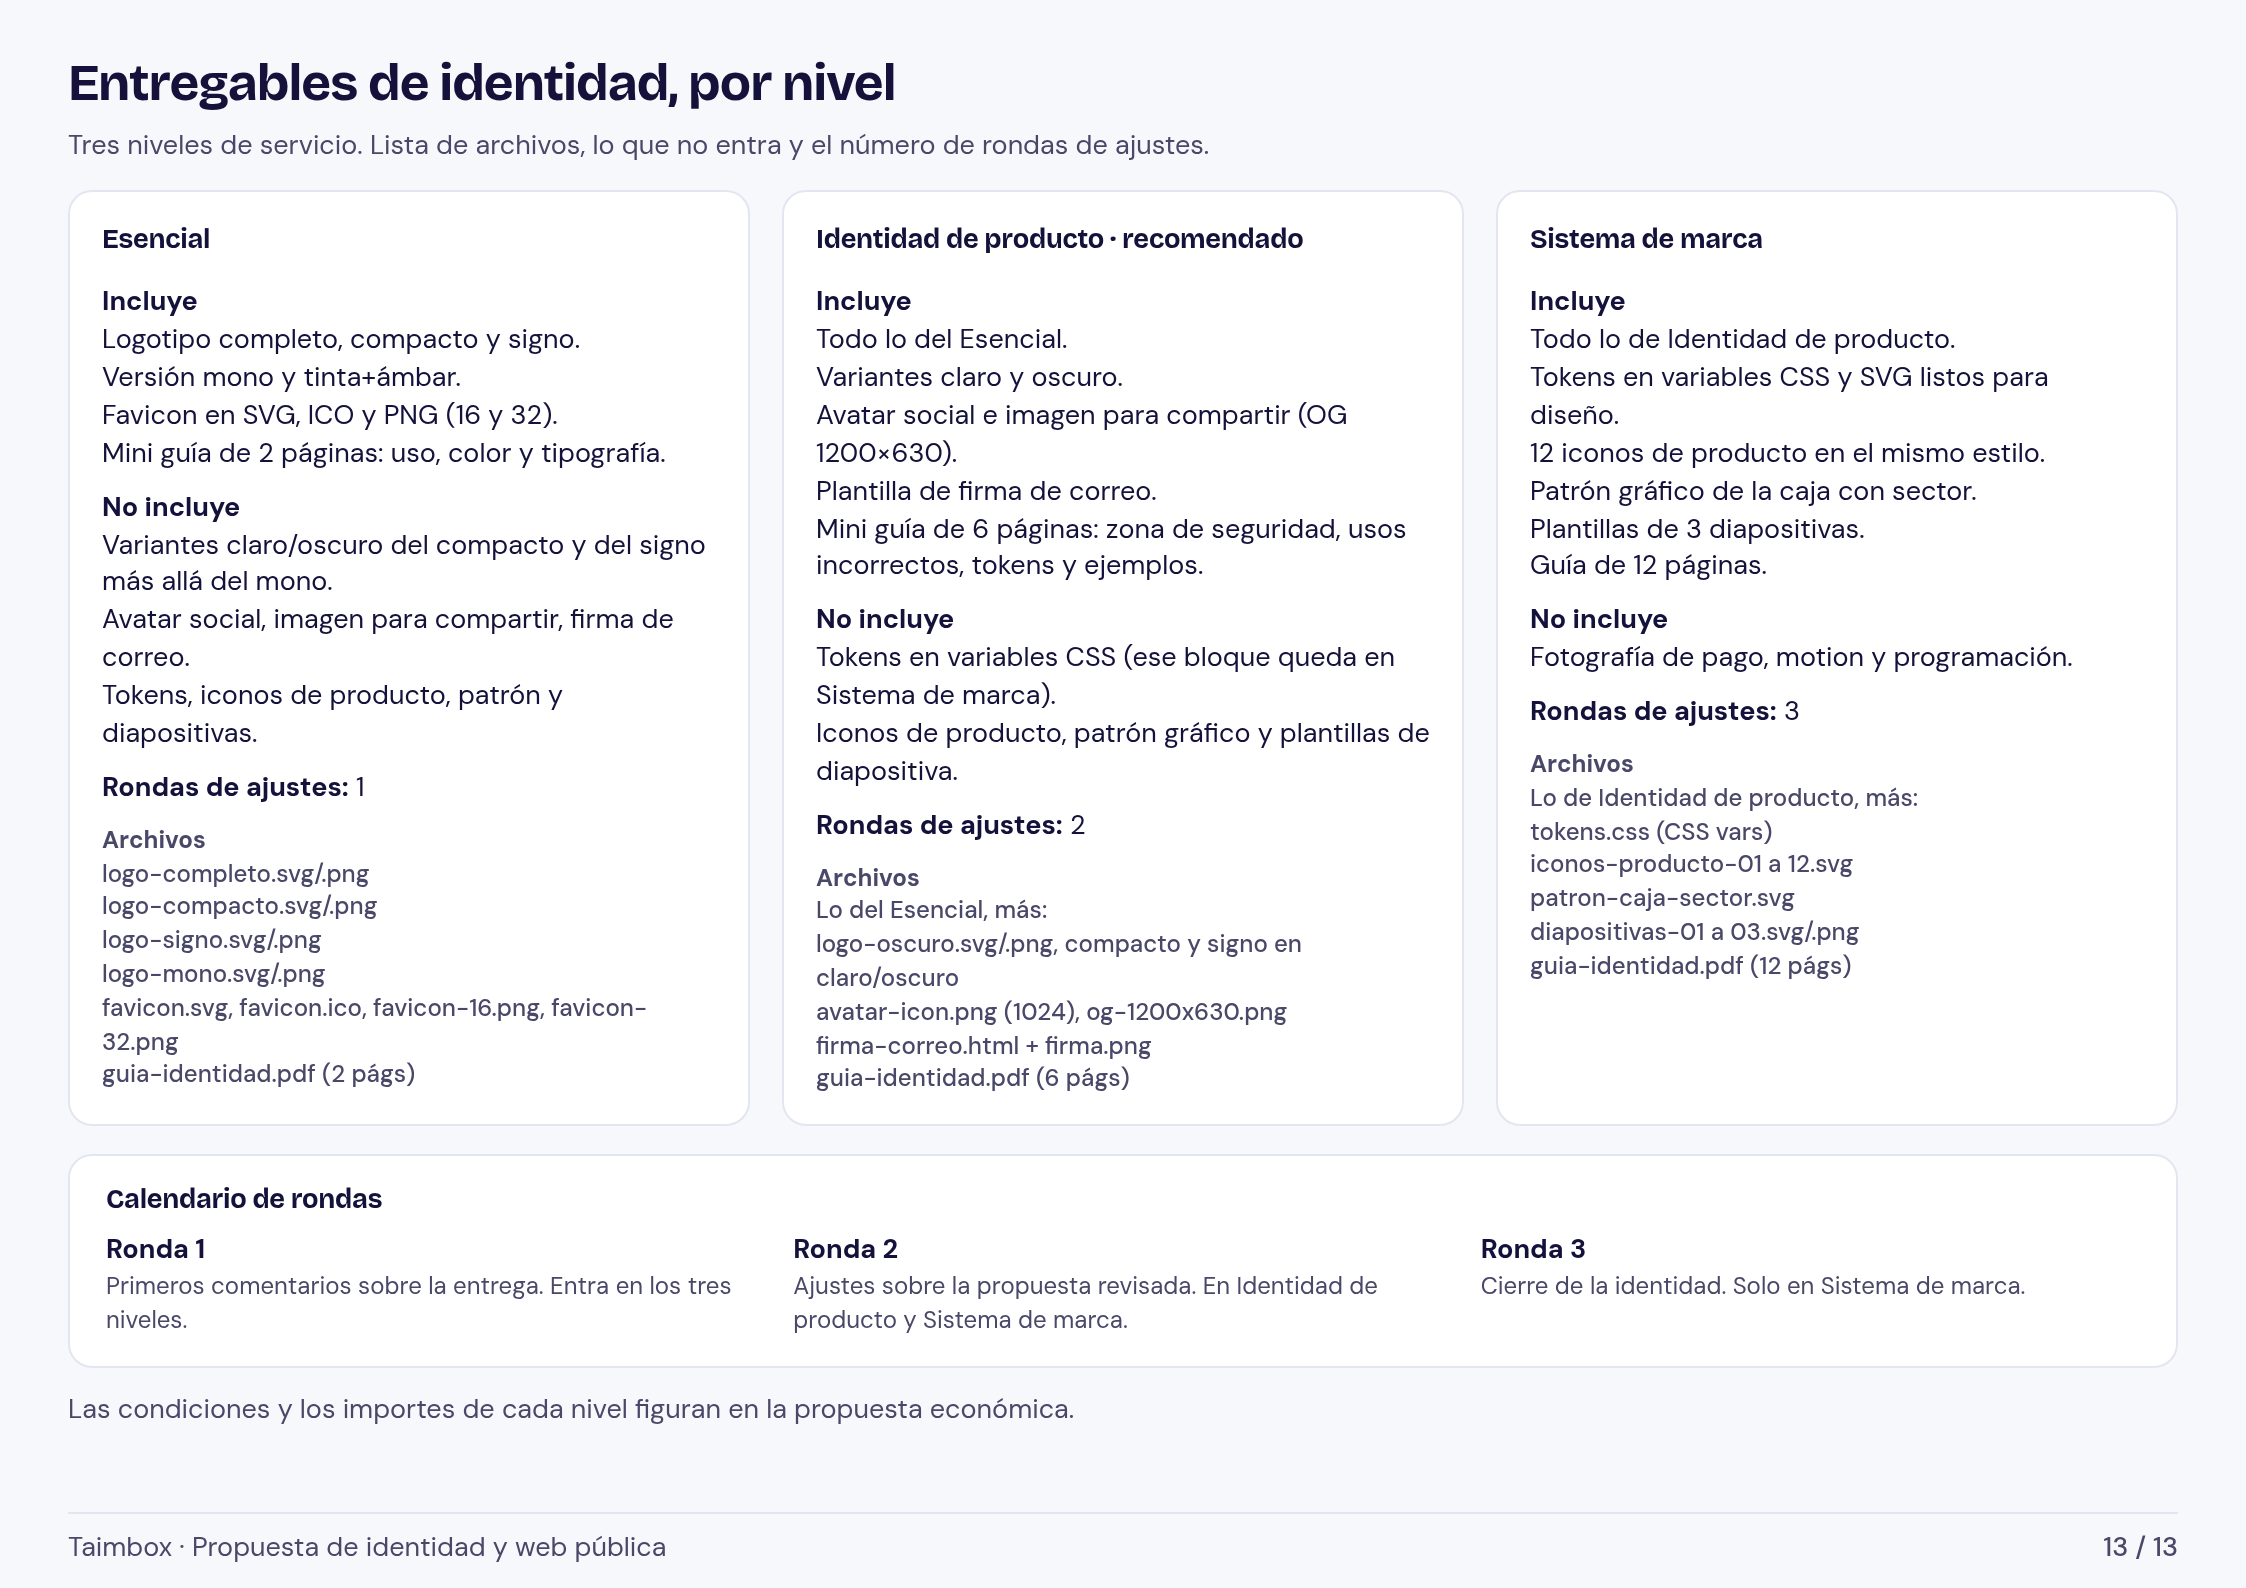 Entregables de identidad, por nivel
Tres niveles de servicio. Lista de archivos, lo que no entra y el número de rondas de ajustes.
Esencial
Incluye
Logotipo completo, compacto y signo.
Versión mono y tinta+ámbar.
Favicon en SVG, ICO y PNG (16 y 32).
Mini guía de 2 páginas: uso, color y tipografía.
No incluye
Variantes claro/oscuro del compacto y del signo
más allá del mono.
Avatar social, imagen para compartir, firma de
correo.
Tokens, iconos de producto, patrón y
diapositivas.
Rondas de ajustes: 1
Archivos
logo-completo.svg/.png
logo-compacto.svg/.png
logo-signo.svg/.png
logo-mono.svg/.png
favicon.svg, favicon.ico, favicon-16.png, favicon-
32.png
guia-identidad.pdf (2 págs)
Identidad de producto · recomendado
Incluye
Todo lo del Esencial.
Variantes claro y oscuro.
Avatar social e imagen para compartir (OG
1200×630).
Plantilla de firma de correo.
Mini guía de 6 páginas: zona de seguridad, usos
incorrectos, tokens y ejemplos.
No incluye
Tokens en variables CSS (ese bloque queda en
Sistema de marca).
Iconos de producto, patrón gráfico y plantillas de
diapositiva.
Rondas de ajustes: 2
Archivos
Lo del Esencial, más:
logo-oscuro.svg/.png, compacto y signo en
claro/oscuro
avatar-icon.png (1024), og-1200x630.png
firma-correo.html + firma.png
guia-identidad.pdf (6 págs)
Sistema de marca
Incluye
Todo lo de Identidad de producto.
Tokens en variables CSS y SVG listos para
diseño.
12 iconos de producto en el mismo estilo.
Patrón gráfico de la caja con sector.
Plantillas de 3 diapositivas.
Guía de 12 páginas.
No incluye
Fotografía de pago, motion y programación.
Rondas de ajustes: 3
Archivos
Lo de Identidad de producto, más:
tokens.css (CSS vars)
iconos-producto-01 a 12.svg
patron-caja-sector.svg
diapositivas-01 a 03.svg/.png
guia-identidad.pdf (12 págs)
Calendario de rondas
Ronda 1
Primeros comentarios sobre la entrega. Entra en los tres
niveles.
Ronda 2
Ajustes sobre la propuesta revisada. En Identidad de
producto y Sistema de marca.
Ronda 3
Cierre de la identidad. Solo en Sistema de marca.
Las condiciones y los importes de cada nivel figuran en la propuesta económica.
Taimbox · Propuesta de identidad y web pública
13 / 13